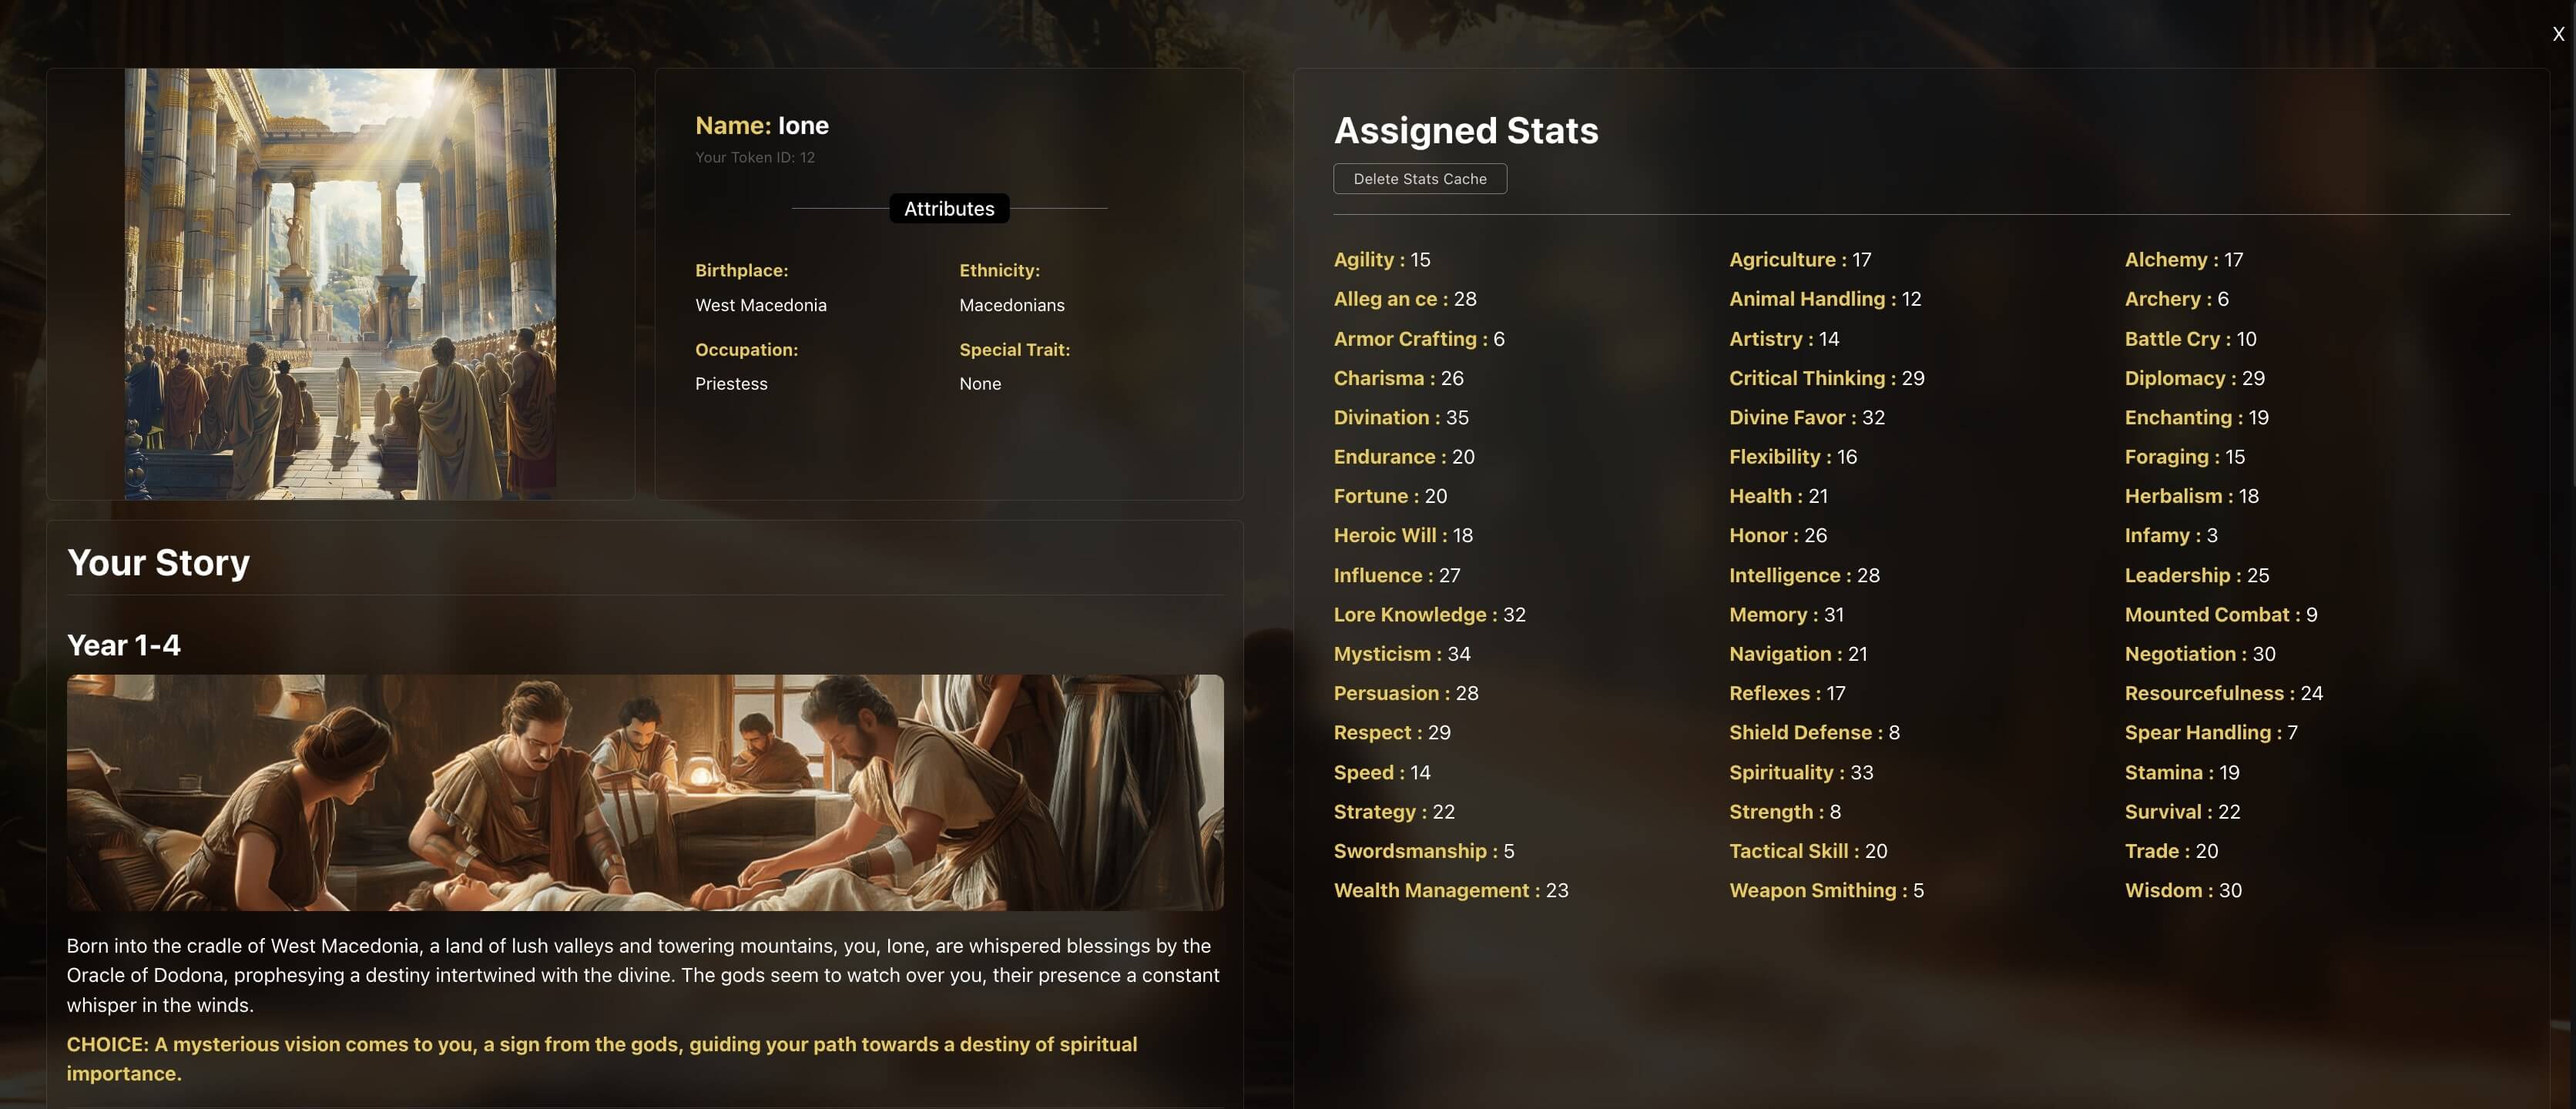 X
Name: Ione
Your Token ID: 12
Attributes
Birthplace: Ethnicity:
West Macedonia Macedonians
Occupation: Special Trait:
Priestess None
Your Story
Year 1-4
Born into the cradle of West Macedonia, a land of lush valleys and towering mountains, you, Ione, are whispered blessings by the
Oracle of Dodona, prophesying a destiny intertwined with the divine. The gods seem to watch over you, their presence a constant
whisper in the winds.
CHOICE: A mysterious vision comes to you, a sign from the gods, guiding your path towards a destiny of spiritual
importance.
Assigned Stats
Delete Stats Cache
Agility : 15 Agriculture : 17 Alchemy : 17
Alleg an ce : 28 Animal Handling : 12 Archery : 6
Armor Crafting : 6 Artistry : 14 Battle Cry : 10
Charisma : 26 Critical Thinking : 29 Diplomacy : 29
Divination : 35 Divine Favor : 32 Enchanting : 19
Endurance : 20 Flexibility : 16 Foraging : 15
Fortune : 20 Health : 21 Herbalism : 18
Heroic Will : 18 Honor : 26 Infamy : 3
Influence : 27 Intelligence : 28 Leadership : 25
Lore Knowledge : 32 Memory : 31 Mounted Combat : 9
Mysticism : 34 Navigation : 21 Negotiation : 30
Persuasion : 28 Reflexes : 17 Resourcefulness : 24
Respect : 29 Shield Defense : 8 Spear Handling : 7
Speed : 14 Spirituality : 33 Stamina : 19
Strategy : 22 Strength : 8 Survival : 22
Swordsmanship : 5 Tactical Skill : 20 Trade : 20
Wealth Management : 23 Weapon Smithing : 5 Wisdom : 30